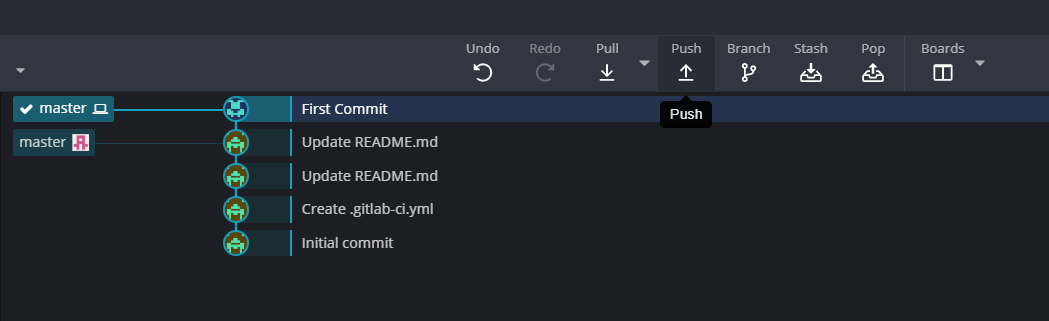 Undo Redo Pull Push Branch Stash Pop Boards
master First Commit
Push
master Update README.md
Update README.md
Create .gitlab-ci.yml
Initial commit